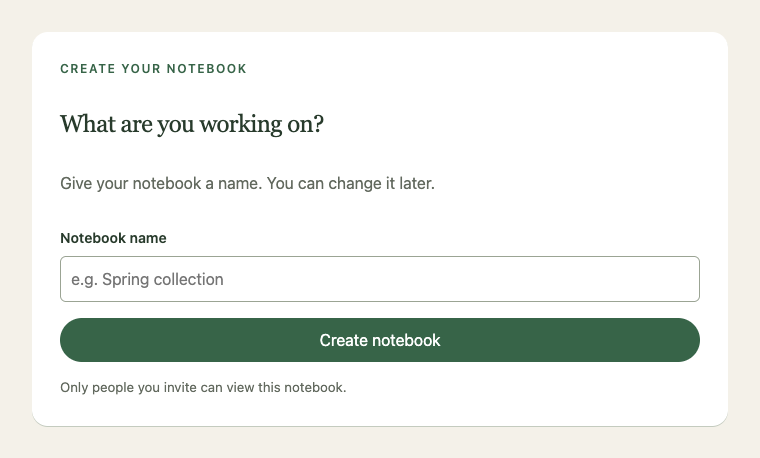 CREATE YOUR NOTEBOOK
What are you working on?
Give your notebook a name. You can change it later.
Notebook name
e.g. Spring collection
Create notebook
Only people you invite can view this notebook.